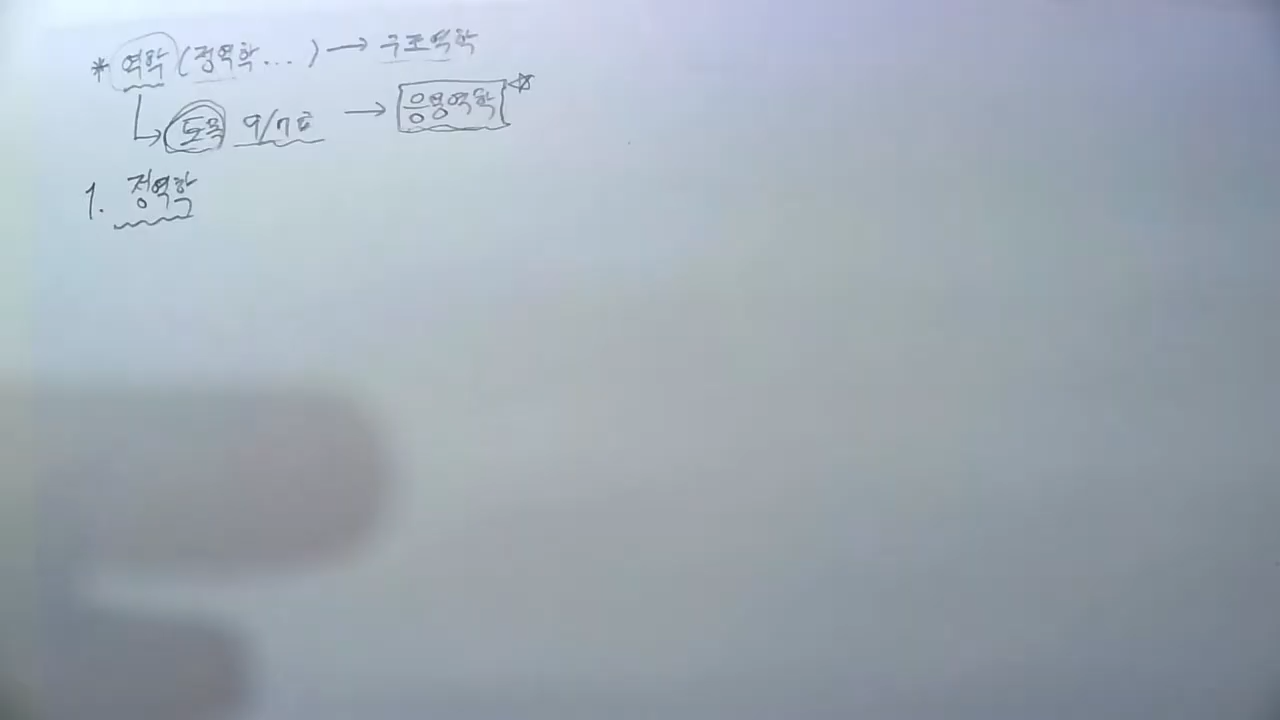 * 역학 (정역학...) → 구조역학
토목 9/7급 → 응용역학 ☆
1. 정역학